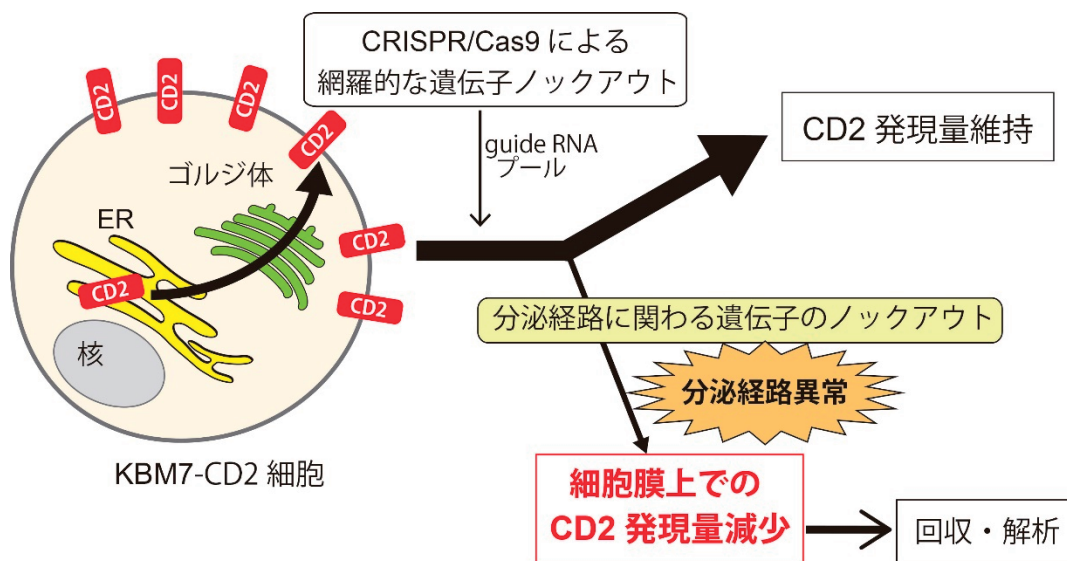 CRISPR/Cas9 による
網羅的な遺伝子ノックアウト
CD2
CD2
CD2
CD2
guide RNA
プール
CD2 発現量維持
ゴルジ体
ER
CD2
CD2
CD2
核
分泌経路に関わる遺伝子のノックアウト
分泌経路異常
KBM7-CD2 細胞
細胞膜上での
CD2 発現量減少
回収・解析